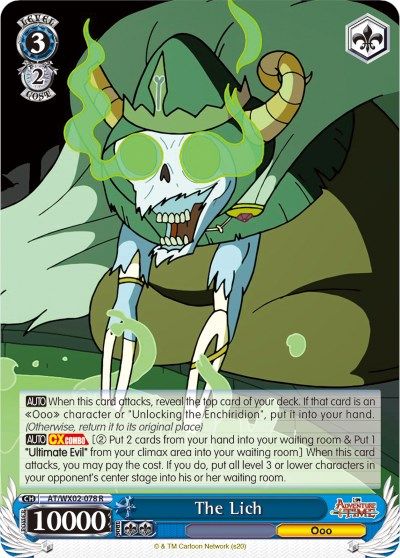 LEVEL
3
2
COST
AUTO When this card attacks, reveal the top card of your deck. If that card is an
«Ooo» character or "Unlocking the Enchiridion", put it into your hand.
(Otherwise, return it to its original place)
AUTO CX COMBO [② Put 2 cards from your hand into your waiting room & Put 1
"Ultimate Evil" from your climax area into your waiting room] When this card
attacks, you may pay the cost. If you do, put all level 3 or lower characters in
your opponent's center stage into his or her waiting room.
CH AT/WX02-078 R
POWER 10000 SOUL
The Lich
ADVENTURE TIME
Ooo
© & TM Cartoon Network (s20)